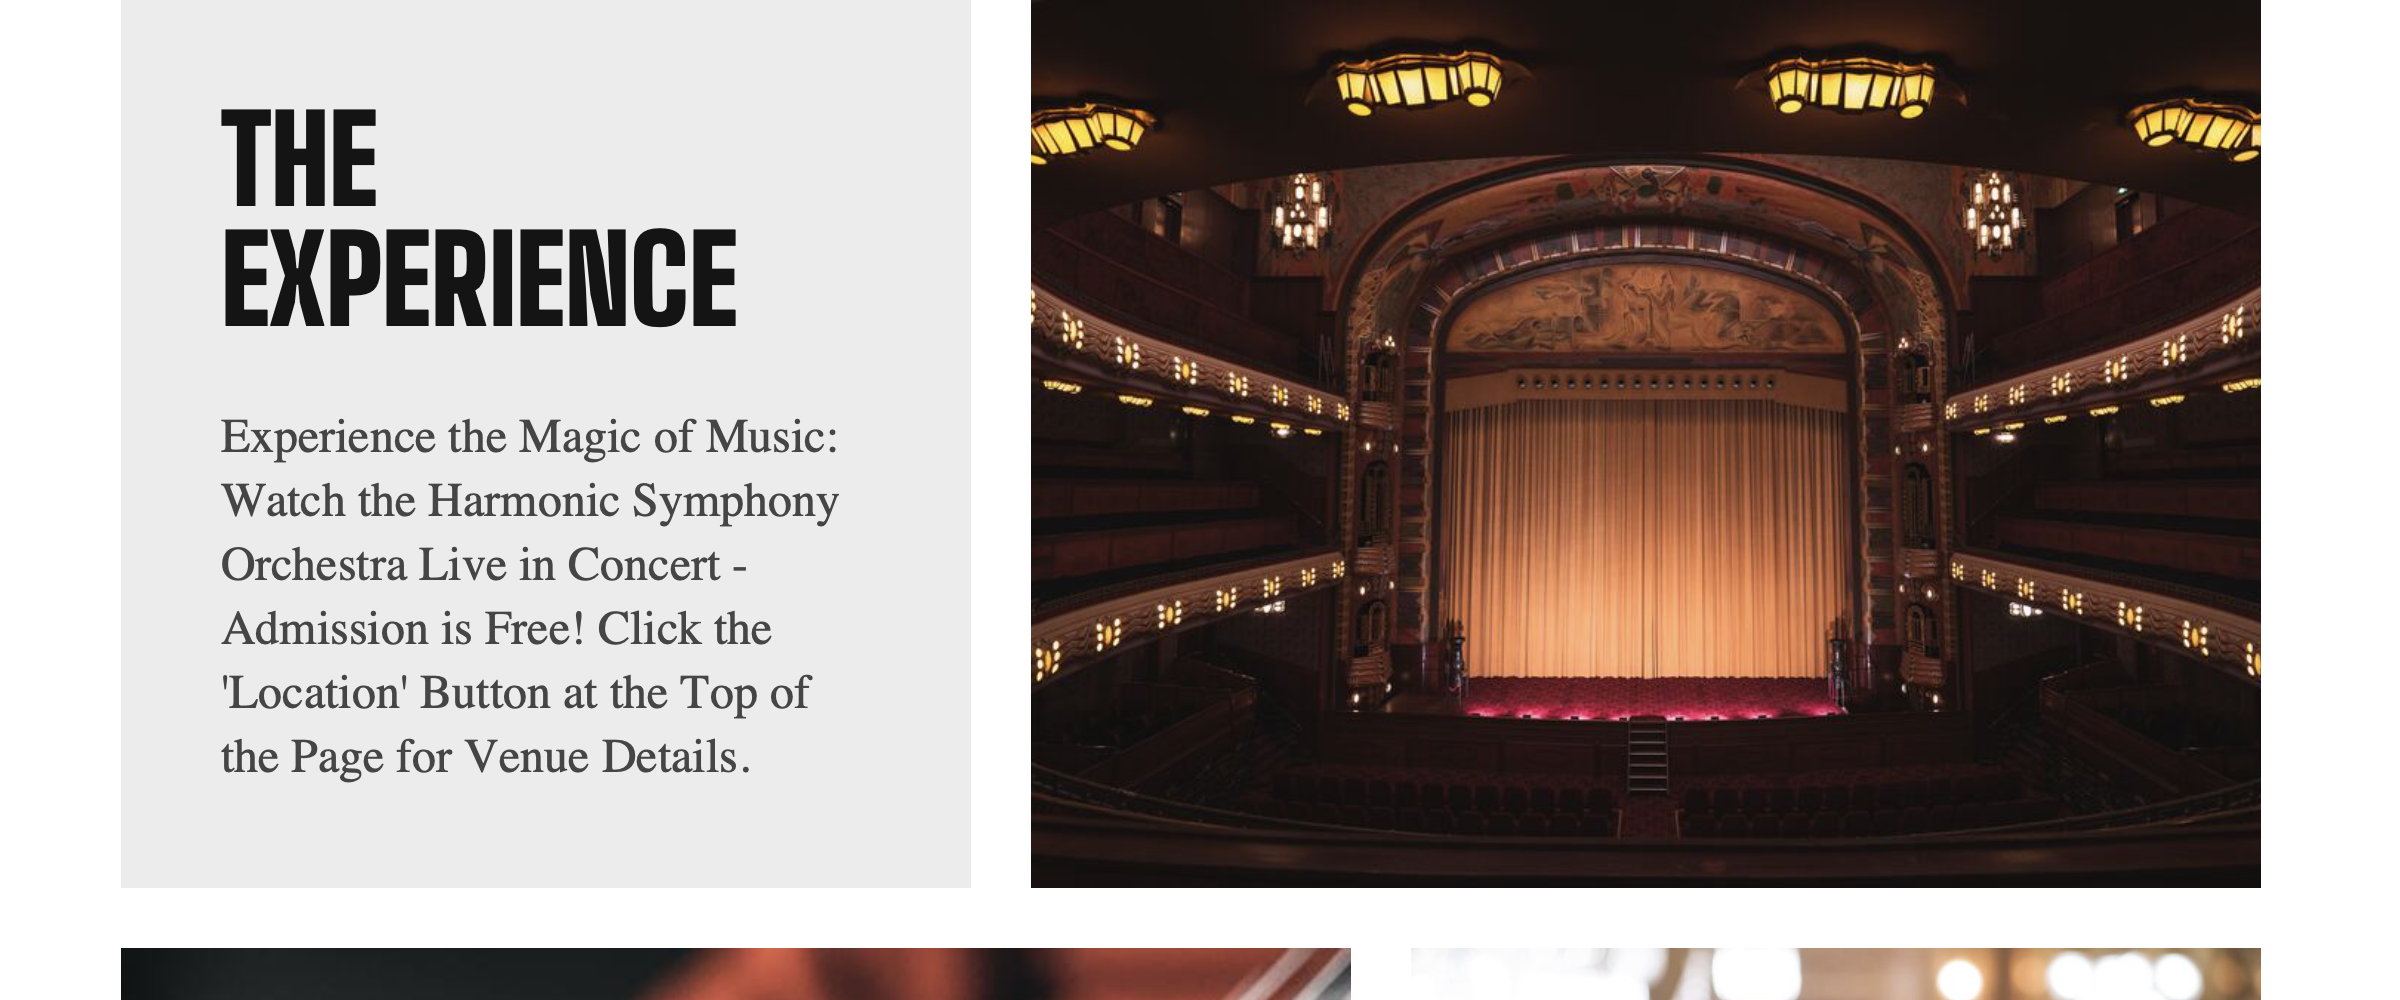 THE
EXPERIENCE
Experience the Magic of Music:
Watch the Harmonic Symphony
Orchestra Live in Concert -
Admission is Free! Click the
'Location' Button at the Top of
the Page for Venue Details.